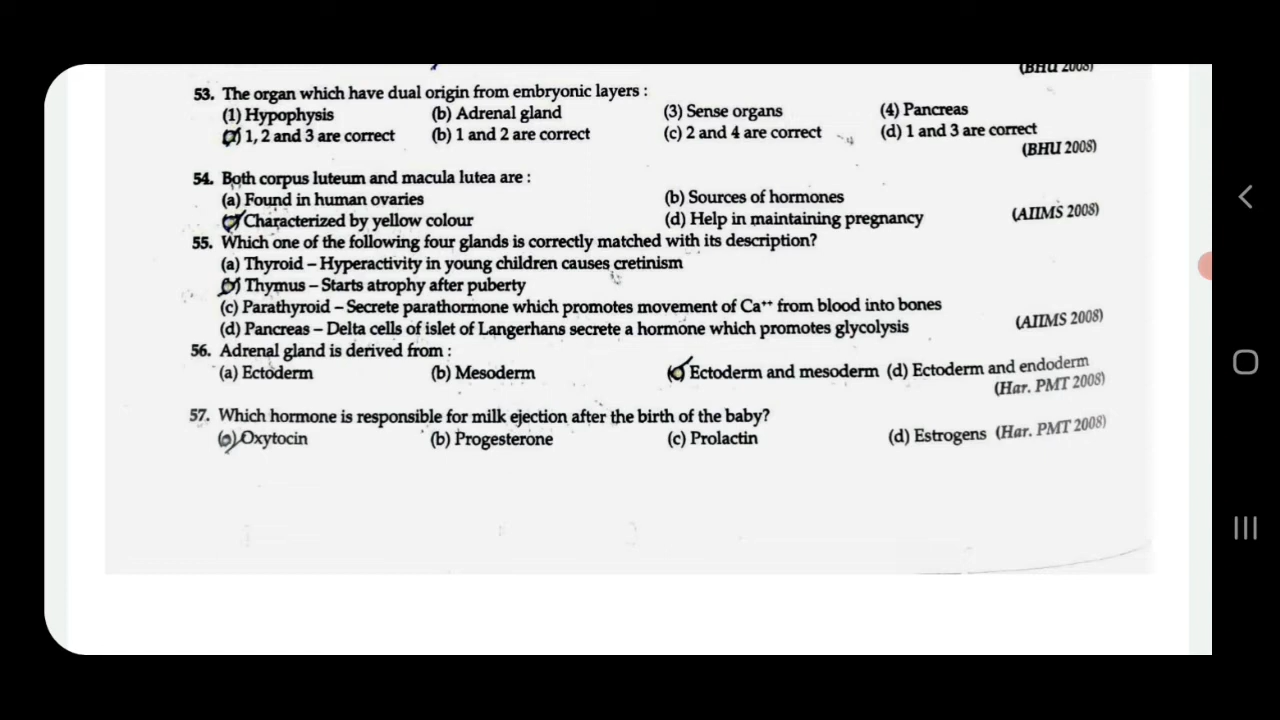 (BHU 2008)
53. The organ which have dual origin from embryonic layers :
(1) Hypophysis (b) Adrenal gland (3) Sense organs (4) Pancreas
(a) 1, 2 and 3 are correct (b) 1 and 2 are correct (c) 2 and 4 are correct (d) 1 and 3 are correct
(BHU 2008)
54. Both corpus luteum and macula lutea are :
(a) Found in human ovaries (b) Sources of hormones
(c) Characterized by yellow colour (d) Help in maintaining pregnancy (AIIMS 2008)
55. Which one of the following four glands is correctly matched with its description?
(a) Thyroid – Hyperactivity in young children causes cretinism
(b) Thymus – Starts atrophy after puberty
(c) Parathyroid – Secrete parathormone which promotes movement of Ca⁺⁺ from blood into bones
(d) Pancreas – Delta cells of islet of Langerhans secrete a hormone which promotes glycolysis (AIIMS 2008)
56. Adrenal gland is derived from :
(a) Ectoderm (b) Mesoderm (c) Ectoderm and mesoderm (d) Ectoderm and endoderm
(Har. PMT 2008)
57. Which hormone is responsible for milk ejection after the birth of the baby?
(a) Oxytocin (b) Progesterone (c) Prolactin (d) Estrogens (Har. PMT 2008)